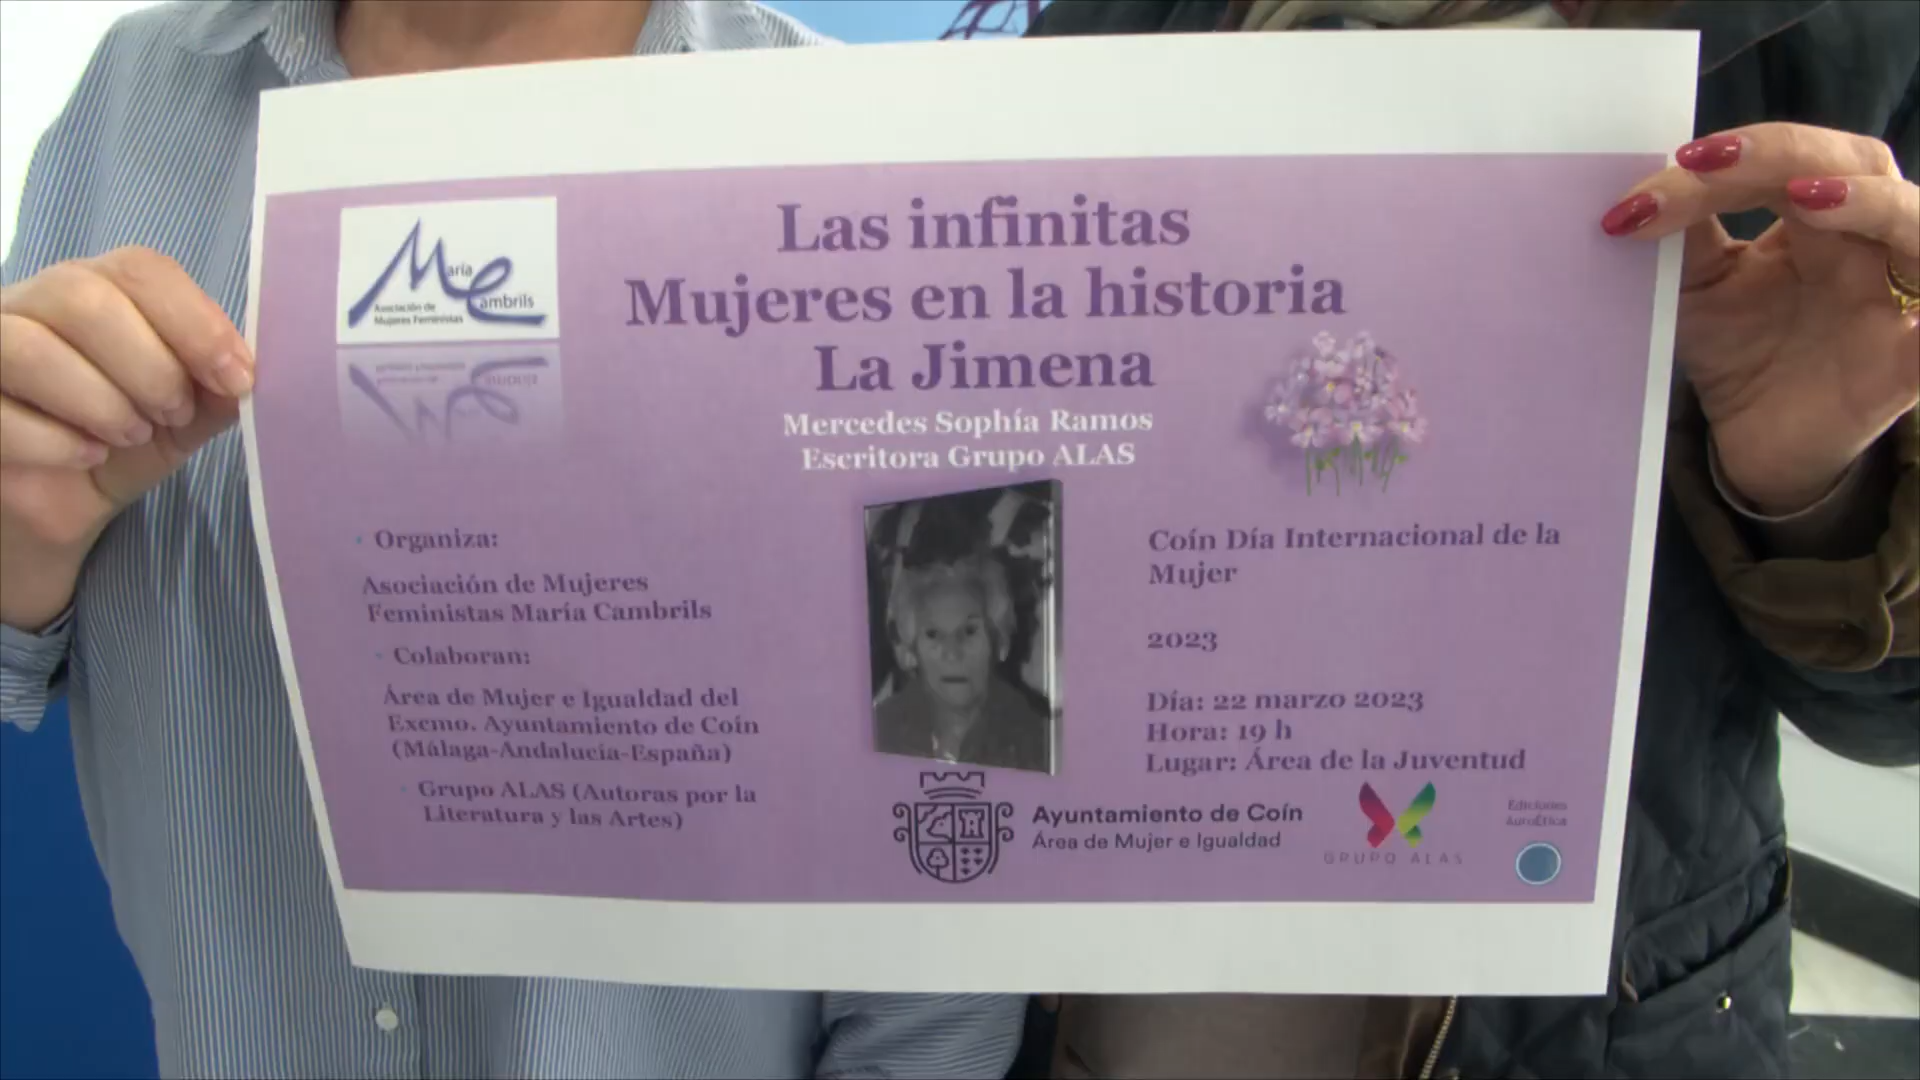 María
Cambrils
Asociación de
Mujeres Feministas
Las infinitas
Mujeres en la historia
La Jimena
Mercedes Sophía Ramos
Escritora Grupo ALAS
Organiza:
Asociación de Mujeres
Feministas María Cambrils
Colaboran:
Área de Mujer e Igualdad del
Excmo. Ayuntamiento de Coín
(Málaga-Andalucía-España)
Grupo ALAS (Autoras por la
Literatura y las Artes)
Coín Día Internacional de la
Mujer
2023
Día: 22 marzo 2023
Hora: 19 h
Lugar: Área de la Juventud
Ayuntamiento de Coín
Área de Mujer e Igualdad
GRUPO ALAS
Ediciones
AuroEtica